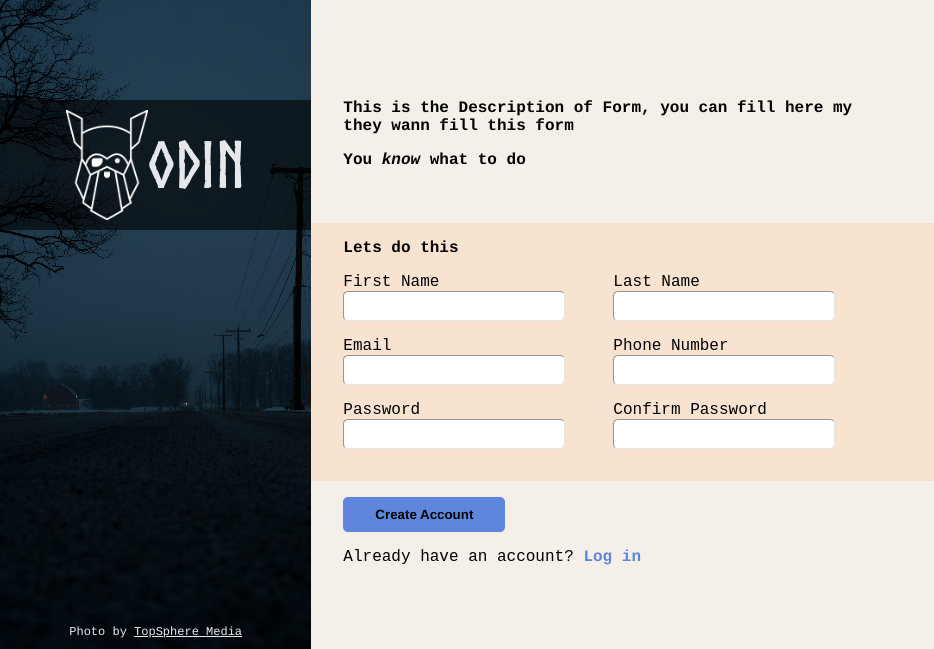 ODIN
This is the Description of Form, you can fill here my
they wann fill this form
You know what to do
Lets do this
First Name
Last Name
Email
Phone Number
Password
Confirm Password
Create Account
Already have an account? Log in
Photo by TopSphere Media